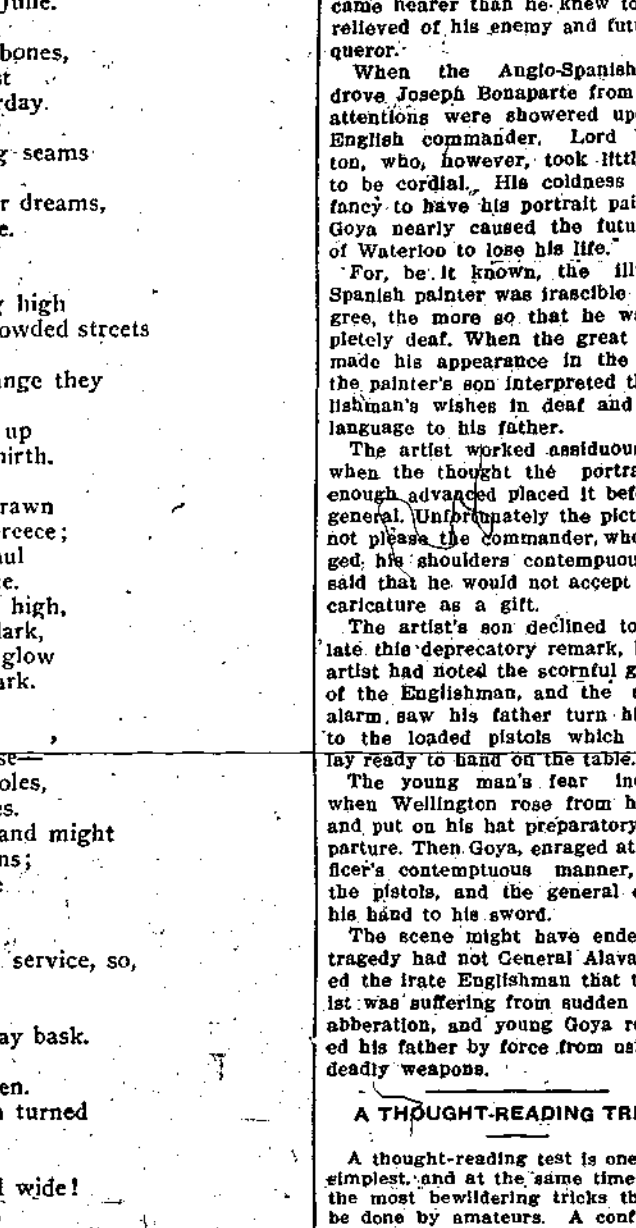 June.
bones,
st
rday.
g seams
r dreams,
e.
g high
owded streets
ange they
up
nirth.
rawn
reece;
aul
ce.
high,
lark,
glow
ark.
se—
oles,
es.
and might
ns;
e
service, so,
ay bask.
en.
n turned
l wide!
came nearer than he knew to
relieved of his enemy and fut
queror.
When the Anglo-Spanish
drove Joseph Bonaparte from
attentions were showered up
English commander, Lord
ton, who, however, took littl
to be cordial. His coldness
fancy to have his portrait pai
Goya nearly caused the futu
of Waterloo to lose his life.
For, be it known, the ill
Spanish painter was irascible
gree, the more so that he wa
pletely deaf. When the great
made his appearance in the
the painter's son interpreted t
lishman's wishes in deaf and
language to his father.
The artist worked assiduou
when the thought the portra
enough advanced placed it bef
general. Unfortunately the pict
not please the commander, who
ged his shoulders contempuou
said that he would not accept
caricature as a gift.
The artist's son declined to
late this deprecatory remark,
artist had noted the scornful g
of the Englishman, and the
alarm saw his father turn hi
to the loaded pistols which
lay ready to hand on the table.
The young man's fear in
when Wellington rose from h
and put on his hat preparatory
parture. Then Goya, enraged at
ficer's contemptuous manner,
the pistols, and the general
his hand to his sword.
The scene might have ende
tragedy had not General Alava
ed the irate Englishman that t
ist was suffering from sudden
abberation, and young Goya r
ed his father by force from us
deadly weapons.
A THOUGHT-READING TRI
A thought-reading test is one
simplest, and at the same time
the most bewildering tricks th
be done by amateurs. A conf